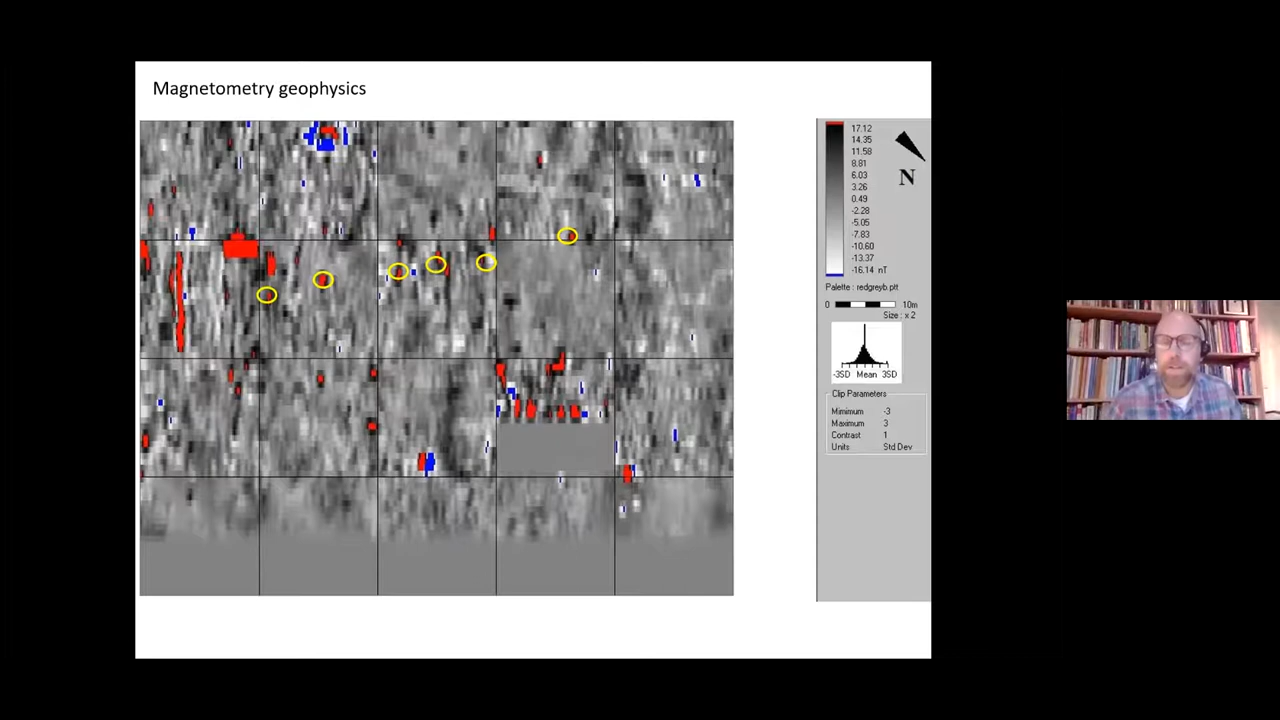 Magnetometry geophysics
17.12
14.35
11.58
8.81
6.03
3.26
0.49
-2.28
-5.05
-7.83
-10.60
-13.37
-16.14 nT
N
Palette : redgreyb.ptt
0 10m
Size : x 2
-3SD Mean 3SD
Clip Parameters
Minimum -3
Maximum 3
Contrast 1
Units Std Dev